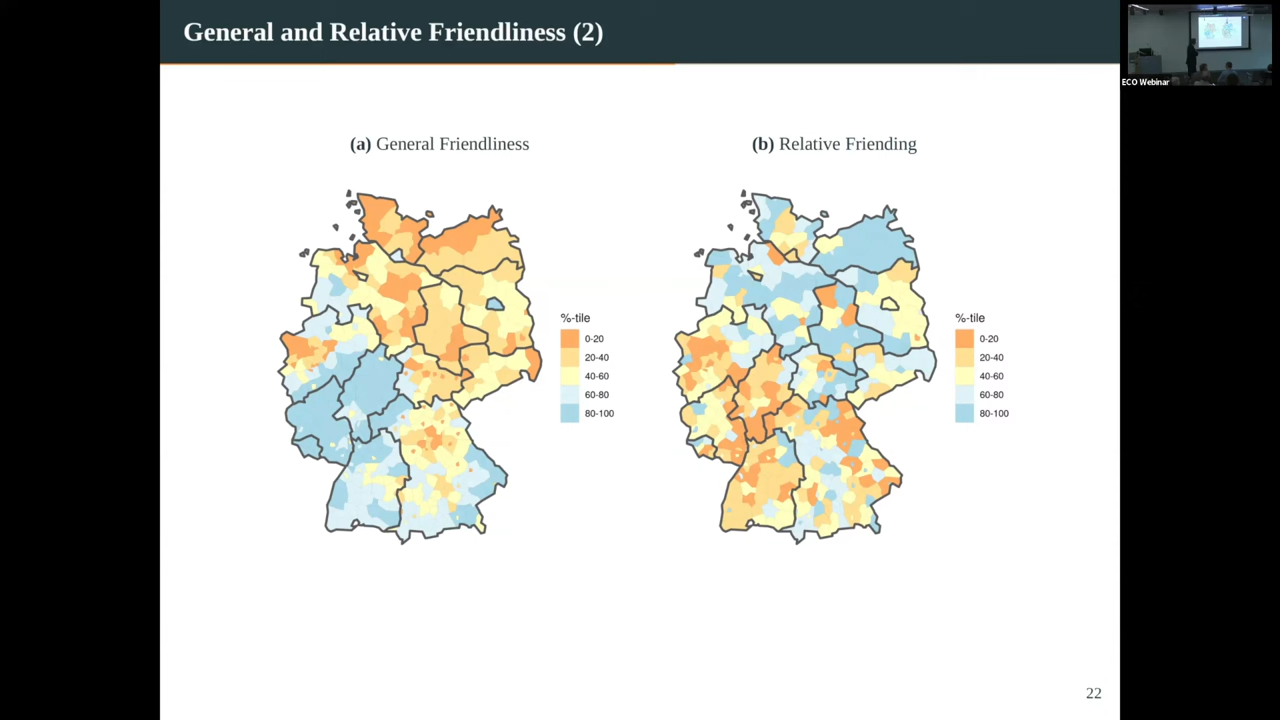 General and Relative Friendliness (2)
ECO Webinar
(a) General Friendliness
(b) Relative Friending
%-tile
0-20
20-40
40-60
60-80
80-100
%-tile
0-20
20-40
40-60
60-80
80-100
22